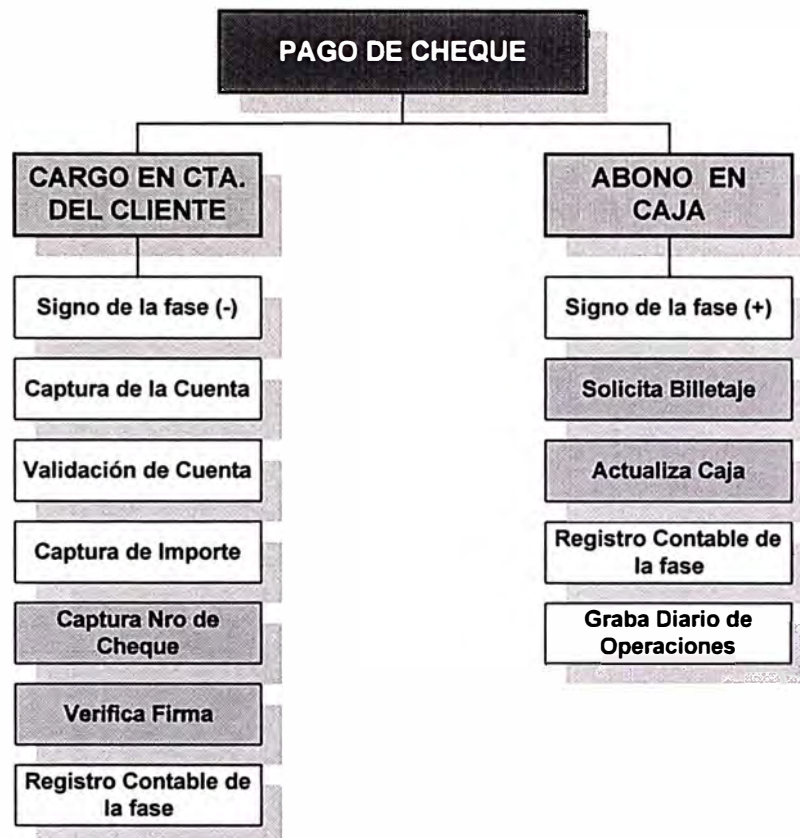 PAGO DE CHEQUE
CARGO EN CTA.
DEL CLIENTE
Signo de la fase (-)
Captura de la Cuenta
Validación de Cuenta
Captura de Importe
Captura Nro de
Cheque
Verifica Firma
Registro Contable de
la fase
ABONO EN
CAJA
Signo de la fase (+)
Solicita Billetaje
Actualiza Caja
Registro Contable de
la fase
Graba Diario de
Operaciones